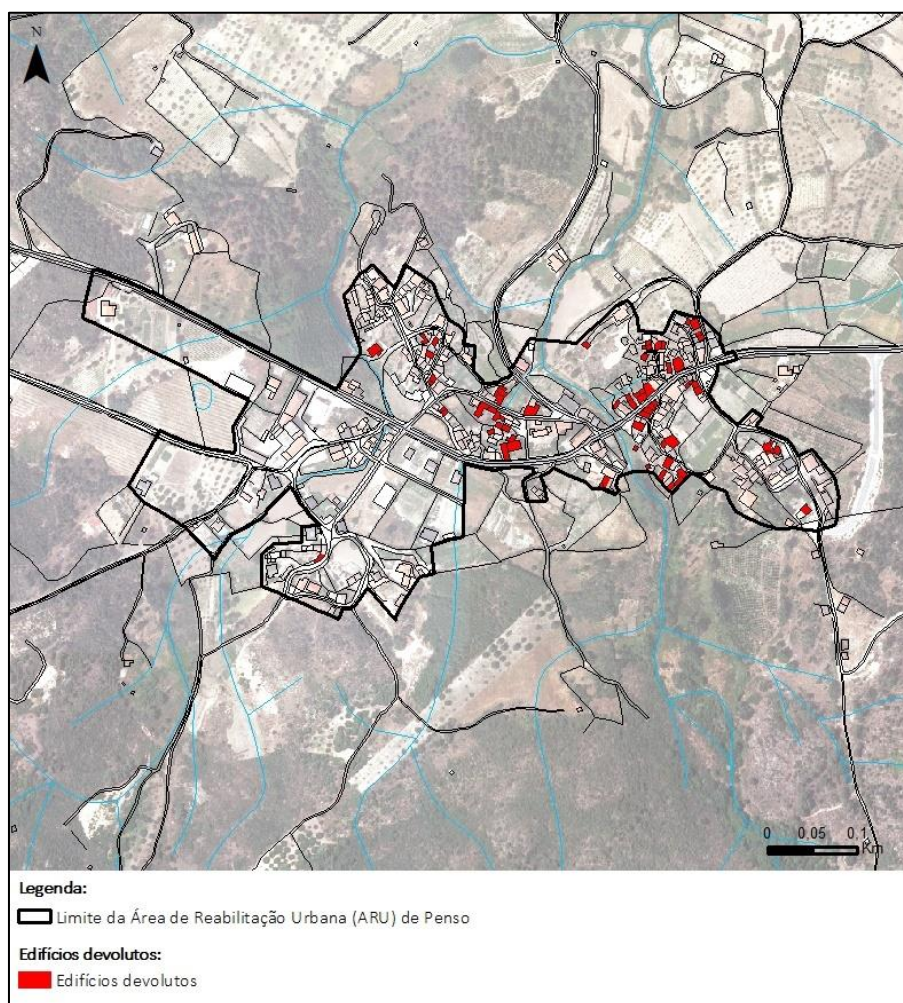 N
0 0,05 0,1
Km
Legenda:
Limite da Área de Reabilitação Urbana (ARU) de Penso
Edifícios devolutos:
Edifícios devolutos